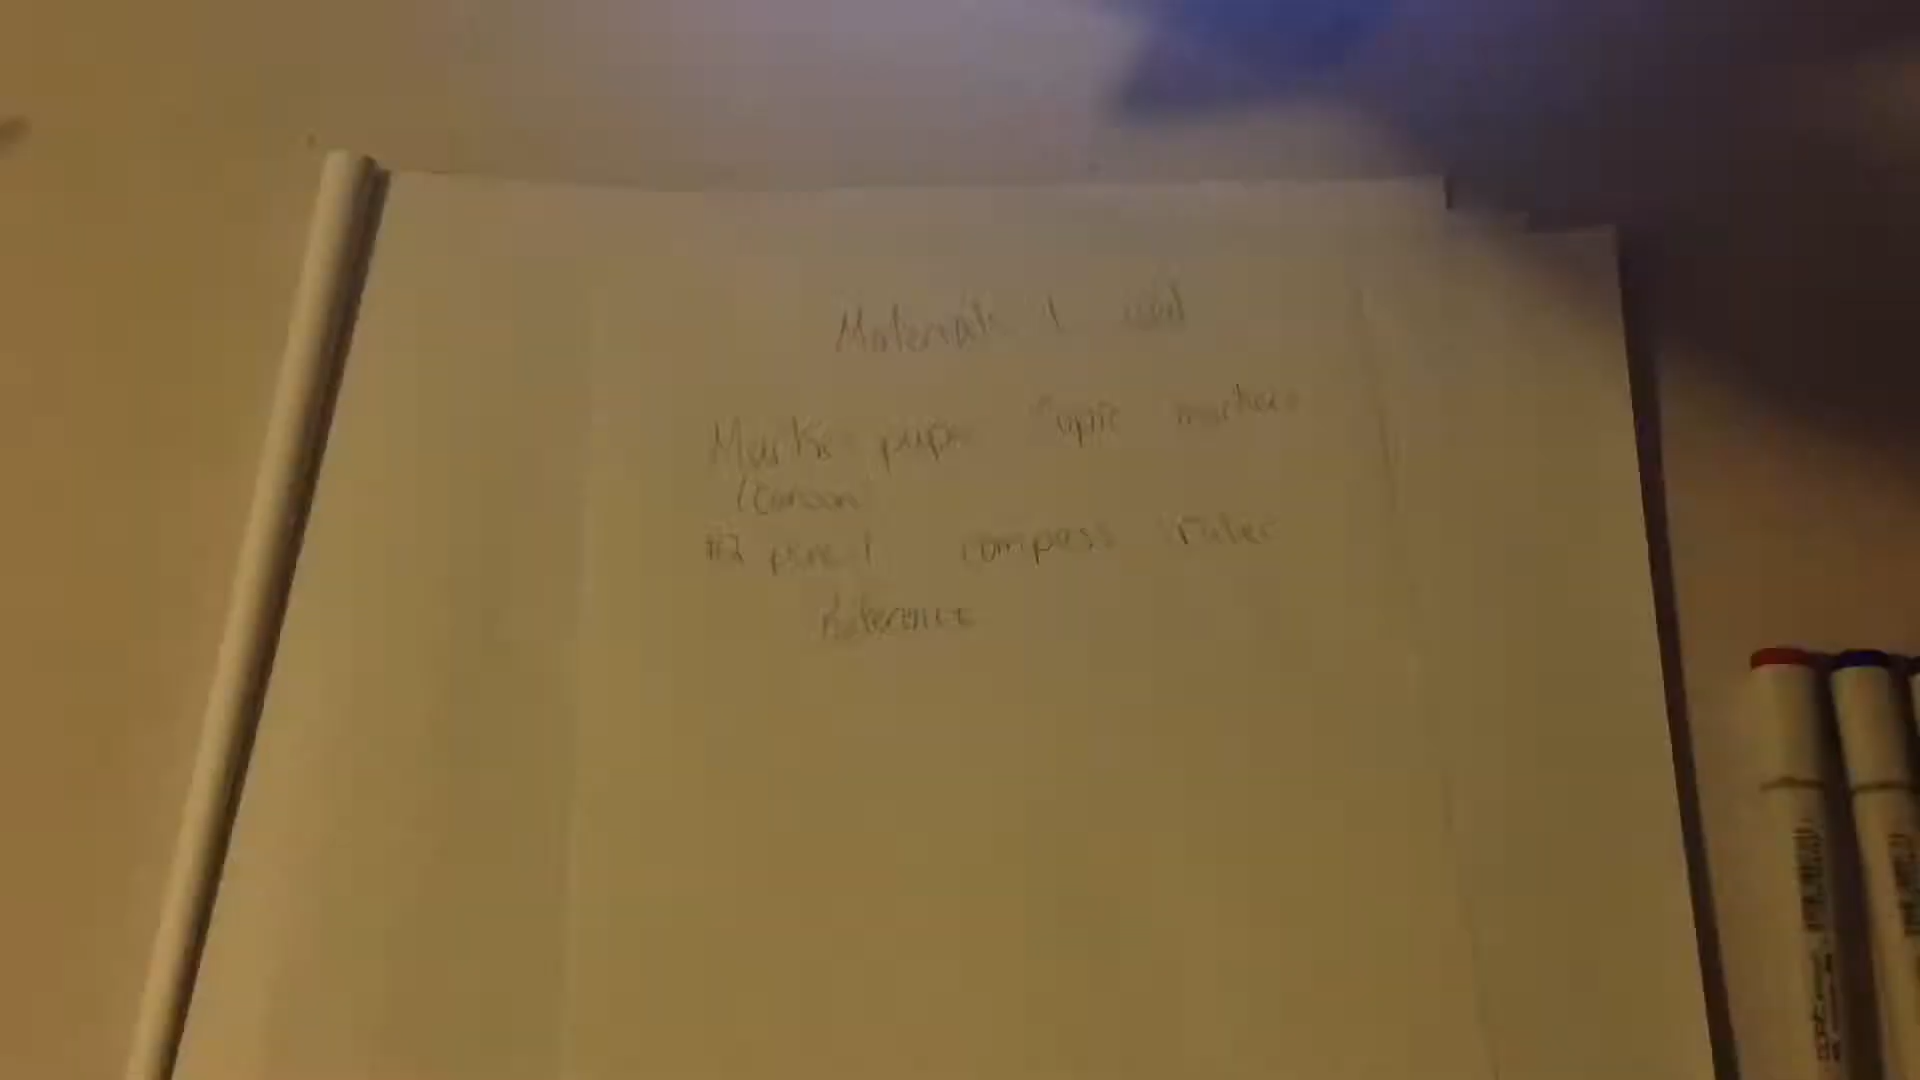 Materials I used
Marker paper Copic markers
(Canson)
#2 pencil compass ruler
Reference